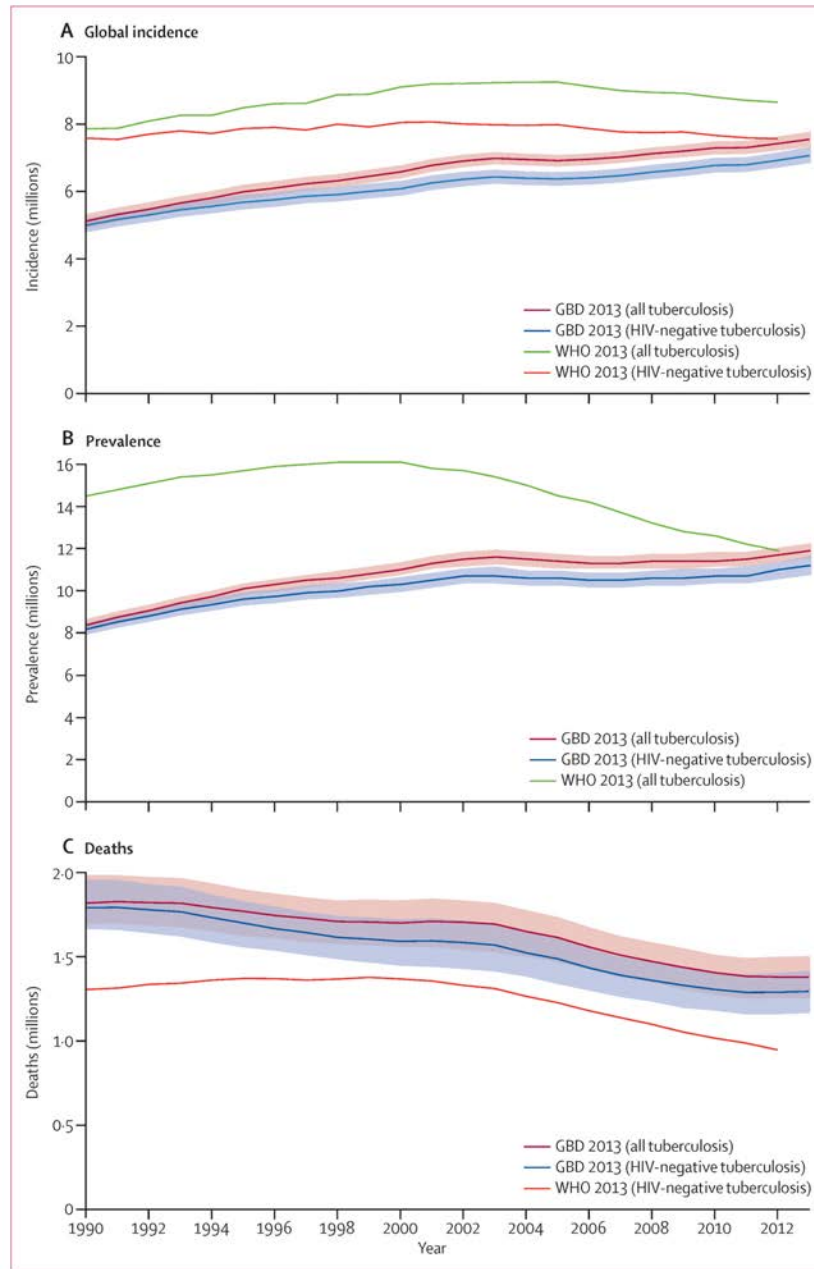 A Global incidence
10
8
6
4
2
0
Incidence (millions)
GBD 2013 (all tuberculosis)
GBD 2013 (HIV-negative tuberculosis)
WHO 2013 (all tuberculosis)
WHO 2013 (HIV-negative tuberculosis)
B Prevalence
16
14
12
10
8
6
4
2
0
Prevalence (millions)
GBD 2013 (all tuberculosis)
GBD 2013 (HIV-negative tuberculosis)
WHO 2013 (all tuberculosis)
C Deaths
2·0
1·5
1·0
0·5
0
Deaths (millions)
GBD 2013 (all tuberculosis)
GBD 2013 (HIV-negative tuberculosis)
WHO 2013 (HIV-negative tuberculosis)
1990 1992 1994 1996 1998 2000 2002 2004 2006 2008 2010 2012
Year